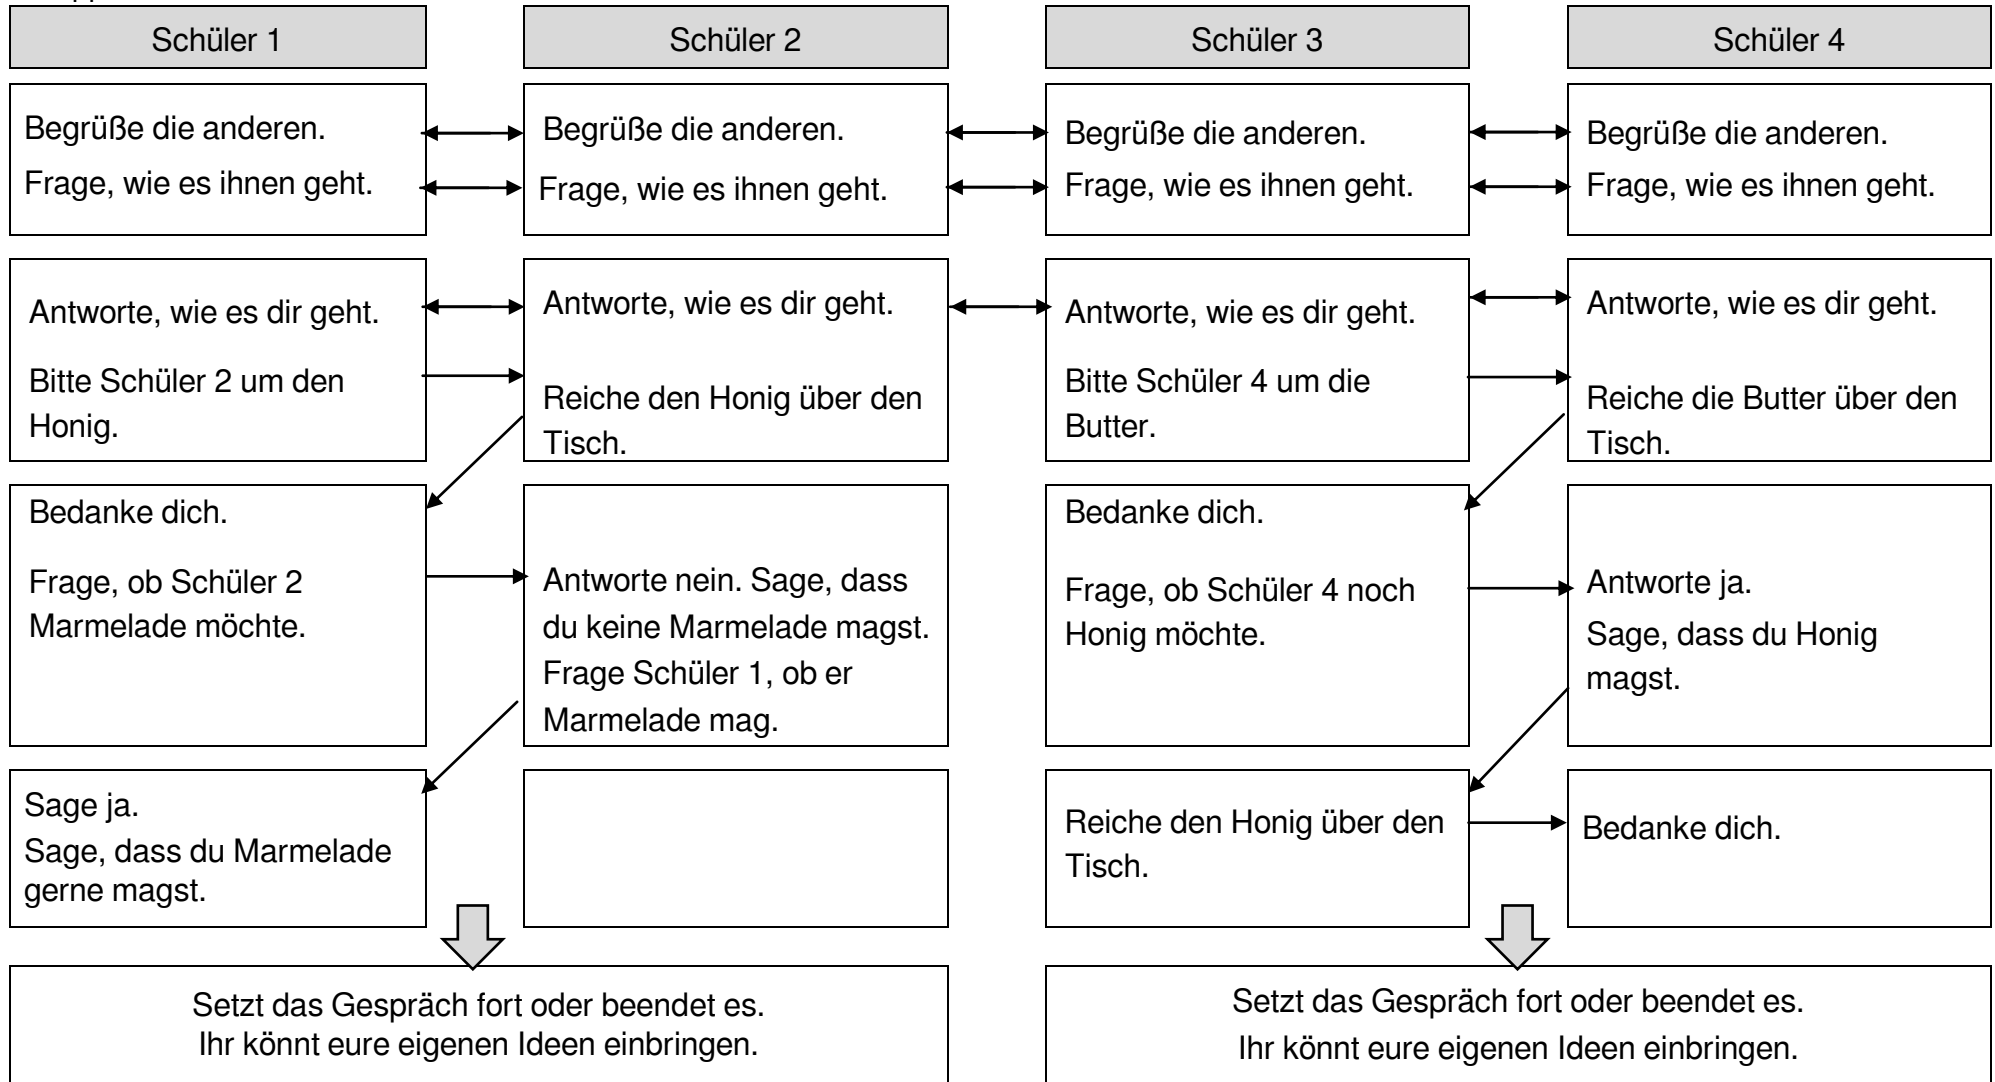 Schüler 1
Schüler 2
Schüler 3
Schüler 4
Begrüße die anderen.
Frage, wie es ihnen geht.
Begrüße die anderen.
Frage, wie es ihnen geht.
Begrüße die anderen.
Frage, wie es ihnen geht.
Begrüße die anderen.
Frage, wie es ihnen geht.
Antworte, wie es dir geht.
Bitte Schüler 2 um den
Honig.
Antworte, wie es dir geht.
Reiche den Honig über den
Tisch.
Antworte, wie es dir geht.
Bitte Schüler 4 um die
Butter.
Antworte, wie es dir geht.
Reiche die Butter über den
Tisch.
Bedanke dich.
Frage, ob Schüler 2
Marmelade möchte.
Antworte nein. Sage, dass
du keine Marmelade magst.
Frage Schüler 1, ob er
Marmelade mag.
Bedanke dich.
Frage, ob Schüler 4 noch
Honig möchte.
Antworte ja.
Sage, dass du Honig
magst.
Sage ja.
Sage, dass du Marmelade
gerne magst.
Reiche den Honig über den
Tisch.
Bedanke dich.
Setzt das Gespräch fort oder beendet es.
Ihr könnt eure eigenen Ideen einbringen.
Setzt das Gespräch fort oder beendet es.
Ihr könnt eure eigenen Ideen einbringen.